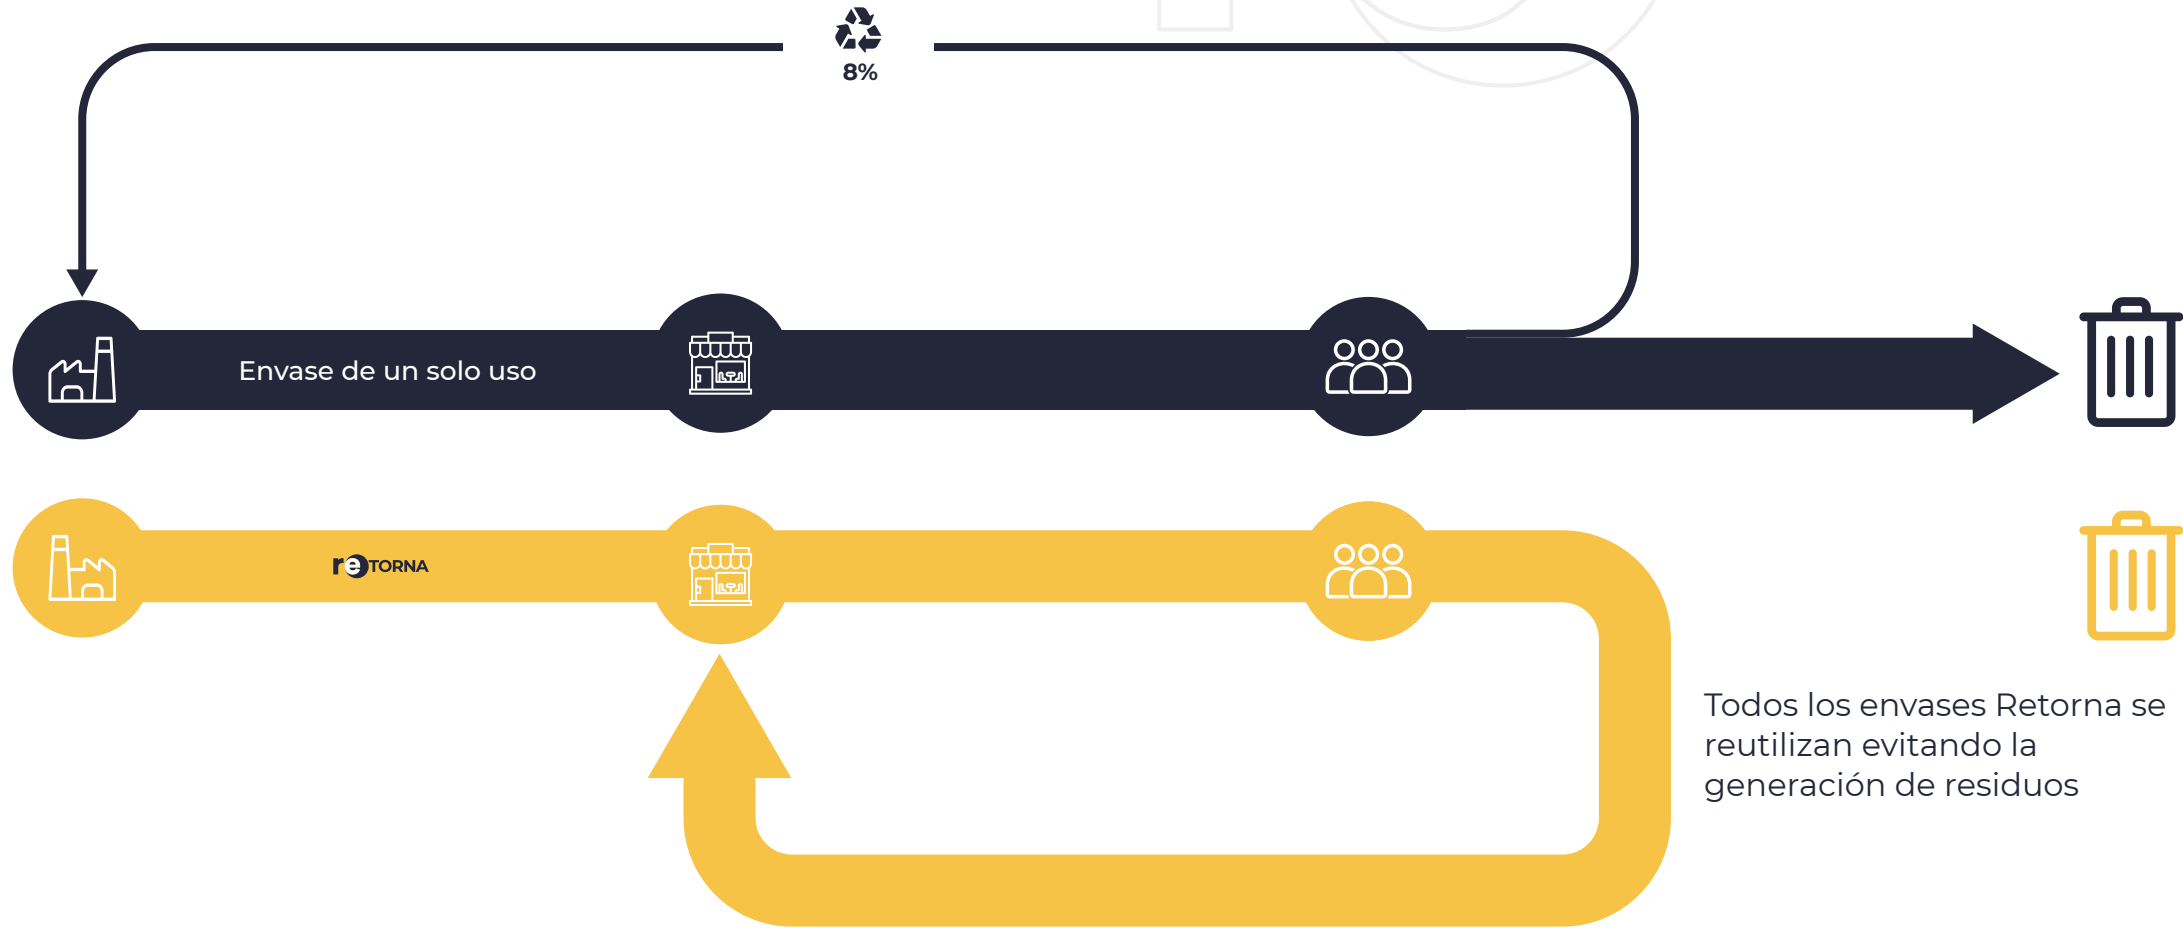 8%
Envase de un solo uso
reTORNA
Todos los envases Retorna se
reutilizan evitando la
generación de residuos